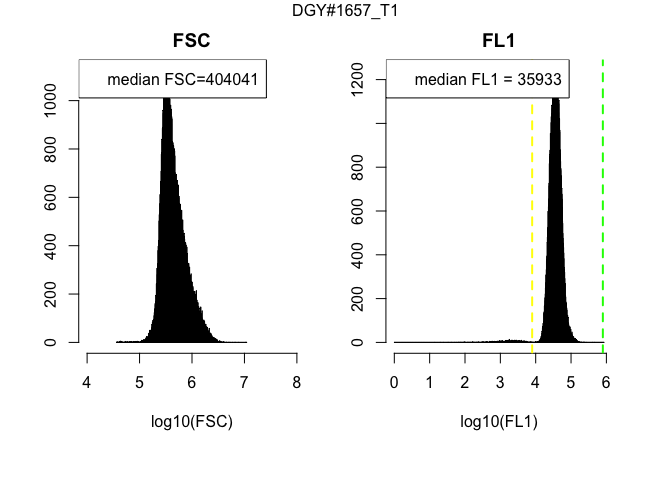 DGY#1657_T1
FSC
median FSC=404041
0
200
400
600
800
1000
4 5 6 7 8
log10(FSC)
FL1
median FL1 = 35933
0
200
400
600
800
1200
0 1 2 3 4 5 6
log10(FL1)